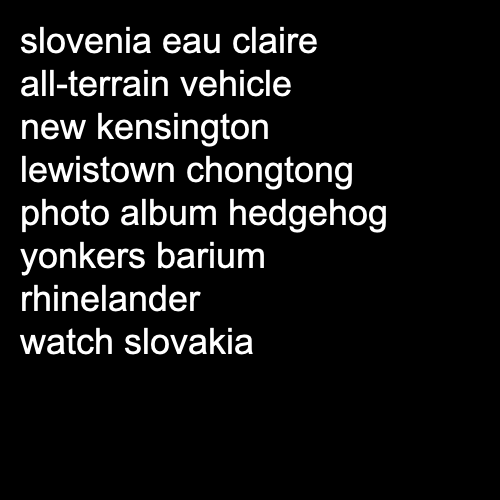 slovenia eau claire
all-terrain vehicle
new kensington
lewistown chongtong
photo album hedgehog
yonkers barium
rhinelander
watch slovakia